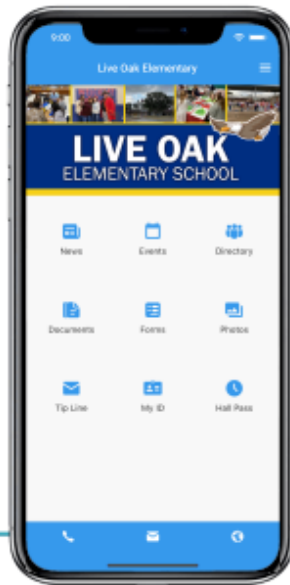 9:00
Live Oak Elementary
LIVE OAK
ELEMENTARY SCHOOL
News Events Directory
Documents Forms Photos
Tip Line My ID Hall Pass